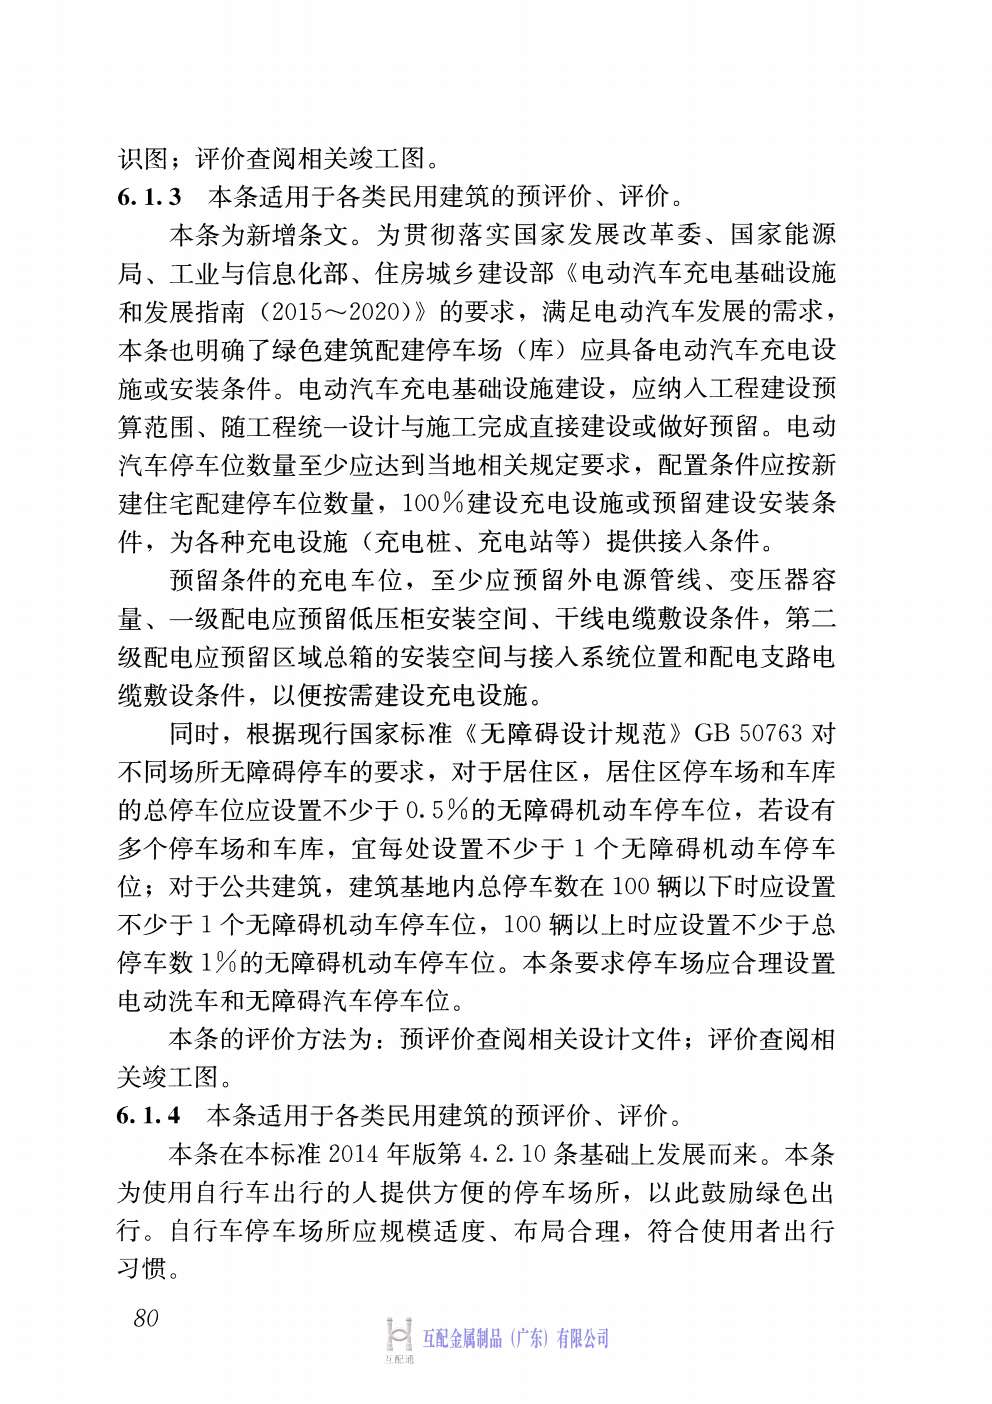 识图；评价查阅相关竣工图。
6.1.3 本条适用于各类民用建筑的预评价、评价。
本条为新增条文。为贯彻落实国家发展改革委、国家能源
局、工业与信息化部、住房城乡建设部《电动汽车充电基础设施
和发展指南（2015～2020）》的要求，满足电动汽车发展的需求，
本条也明确了绿色建筑配建停车场（库）应具备电动汽车充电设
施或安装条件。电动汽车充电基础设施建设，应纳入工程建设预
算范围、随工程统一设计与施工完成直接建设或做好预留。电动
汽车停车位数量至少应达到当地相关规定要求，配置条件应按新
建住宅配建停车位数量，100%建设充电设施或预留建设安装条
件，为各种充电设施（充电桩、充电站等）提供接入条件。
预留条件的充电车位，至少应预留外电源管线、变压器容
量、一级配电应预留低压柜安装空间、干线电缆敷设条件，第二
级配电应预留区域总箱的安装空间与接入系统位置和配电支路电
缆敷设条件，以便按需建设充电设施。
同时，根据现行国家标准《无障碍设计规范》GB 50763 对
不同场所无障碍停车的要求，对于居住区，居住区停车场和车库
的总停车位应设置不少于 0.5%的无障碍机动车停车位，若设有
多个停车场和车库，宜每处设置不少于 1 个无障碍机动车停车
位；对于公共建筑，建筑基地内总停车数在 100 辆以下时应设置
不少于 1 个无障碍机动车停车位，100 辆以上时应设置不少于总
停车数 1%的无障碍机动车停车位。本条要求停车场应合理设置
电动洗车和无障碍汽车停车位。
本条的评价方法为：预评价查阅相关设计文件；评价查阅相
关竣工图。
6.1.4 本条适用于各类民用建筑的预评价、评价。
本条在本标准 2014 年版第 4.2.10 条基础上发展而来。本条
为使用自行车出行的人提供方便的停车场所，以此鼓励绿色出
行。自行车停车场所应规模适度、布局合理，符合使用者出行
习惯。
80
互配通
互配金属制品（广东）有限公司